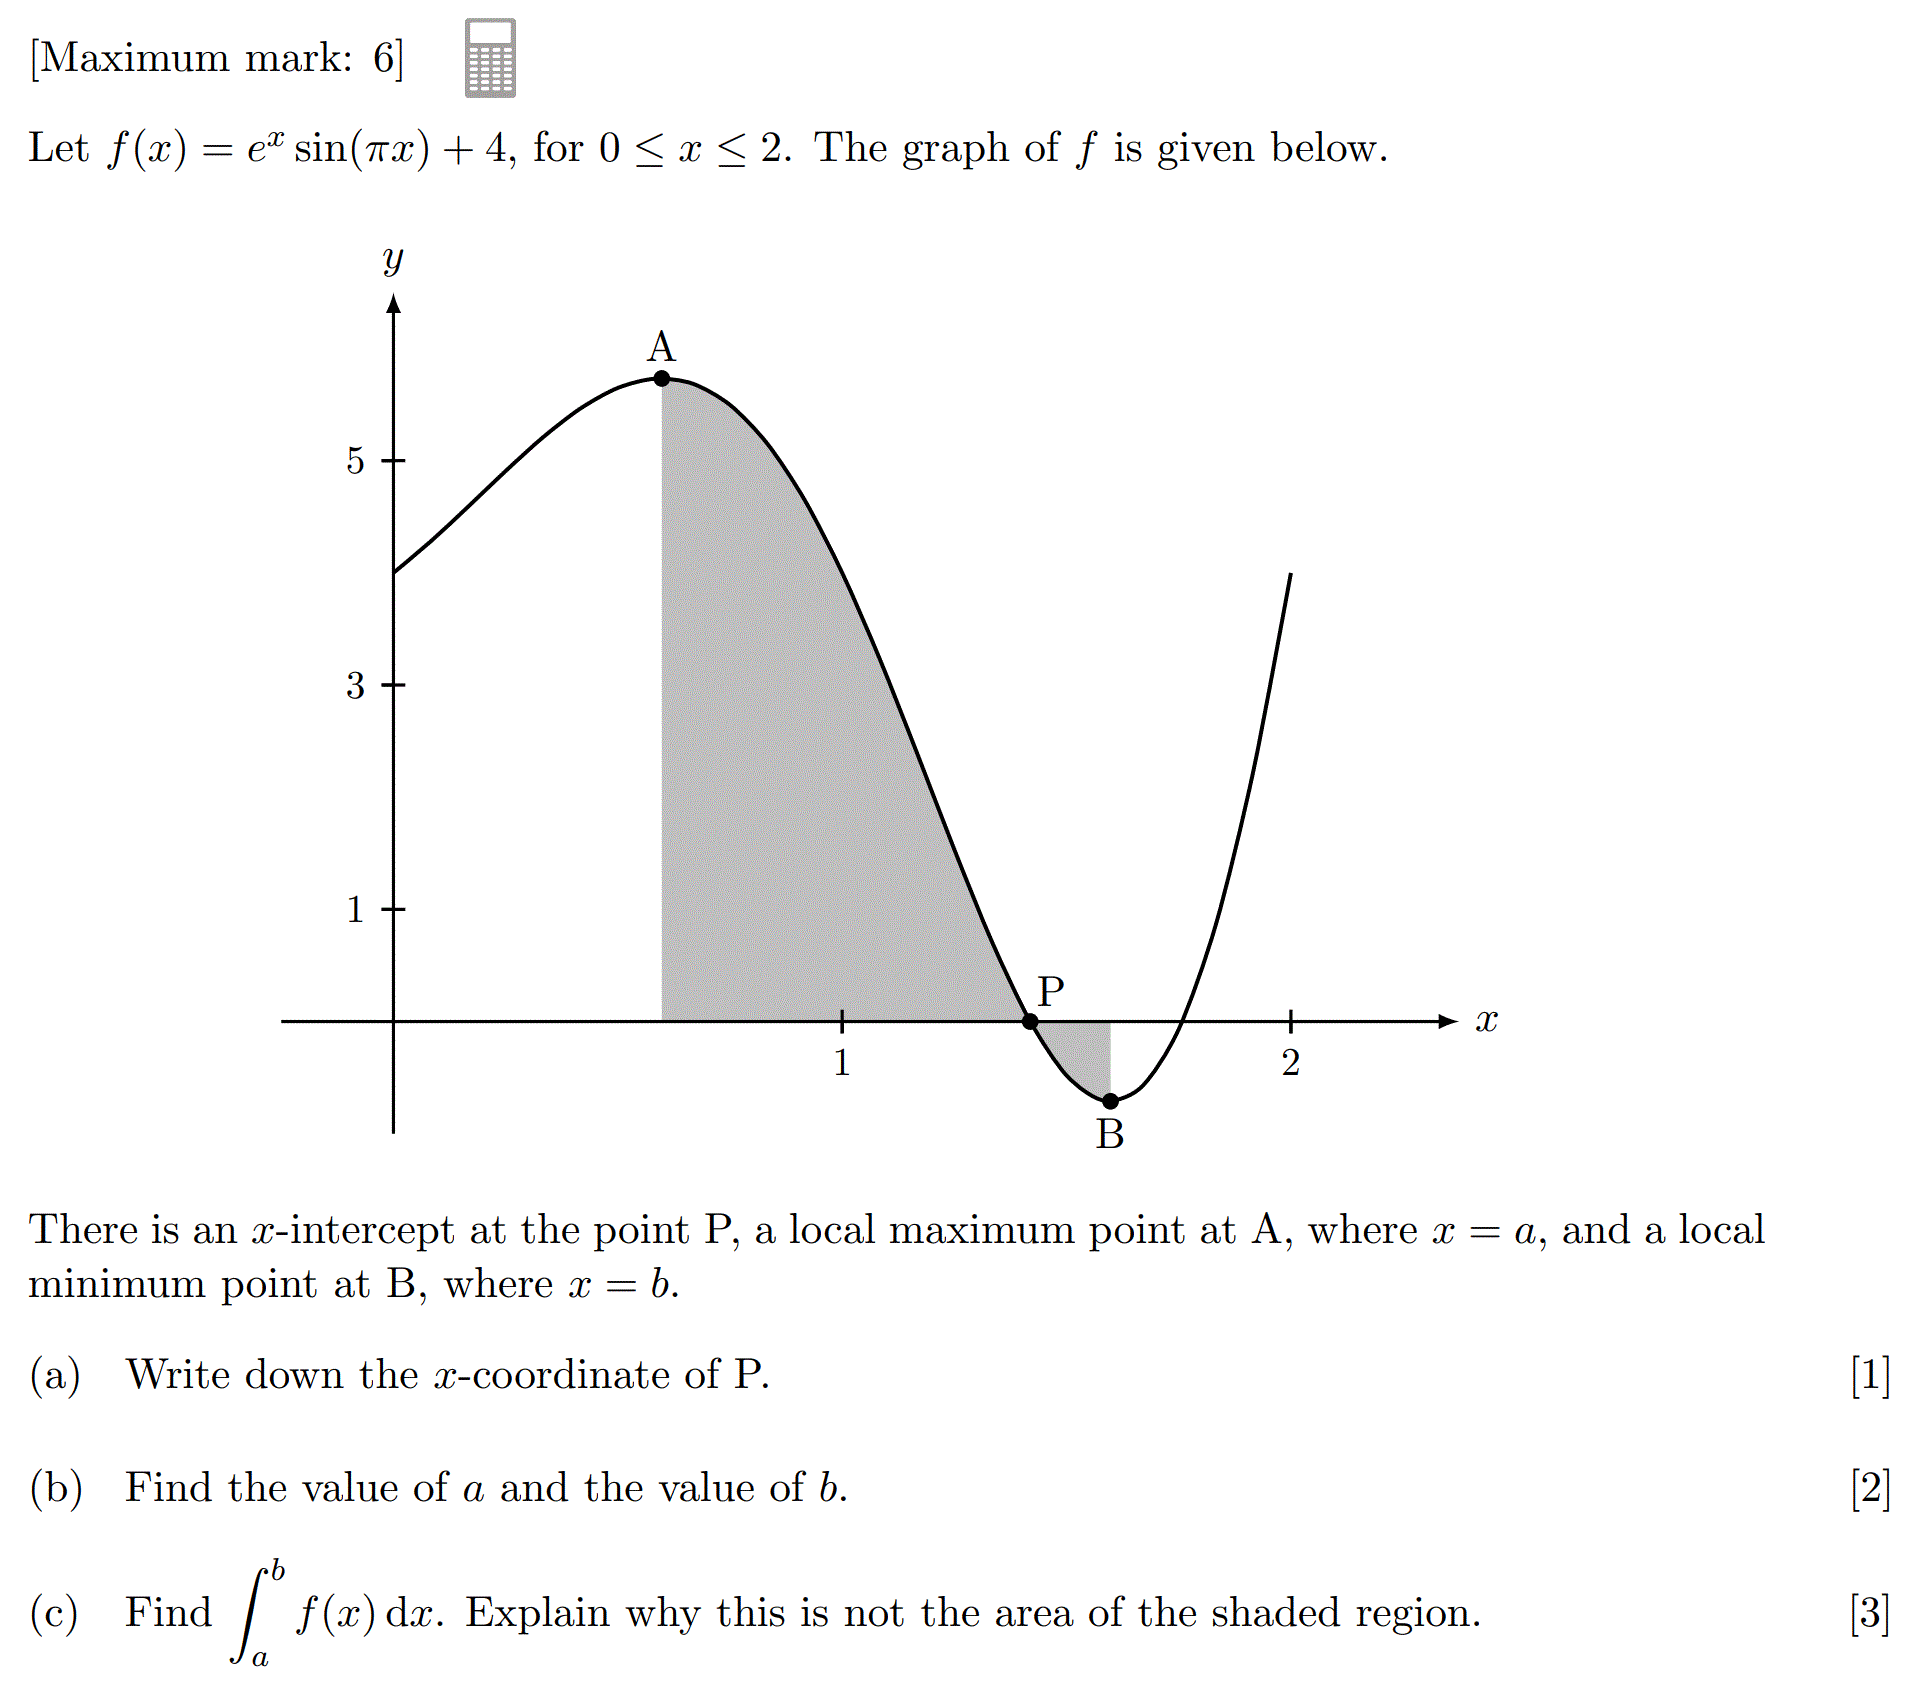 [Maximum mark: 6]
Let f(x) = eˣ sin(πx) + 4, for 0 ≤ x ≤ 2. The graph of f is given below.
y
A
5
3
1
P
x
1
2
B
There is an x-intercept at the point P, a local maximum point at A, where x = a, and a local
minimum point at B, where x = b.
(a) Write down the x-coordinate of P. [1]
(b) Find the value of a and the value of b. [2]
(c) Find ∫ₐᵇ f(x) dx. Explain why this is not the area of the shaded region. [3]